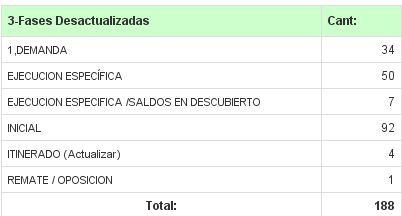 3-Fases Desactualizadas Cant:
1,DEMANDA 34
EJECUCION ESPECÍFICA 50
EJECUCION ESPECIFICA /SALDOS EN DESCUBIERTO 7
INICIAL 92
ITINERADO (Actualizar) 4
REMATE / OPOSICION 1
Total: 188